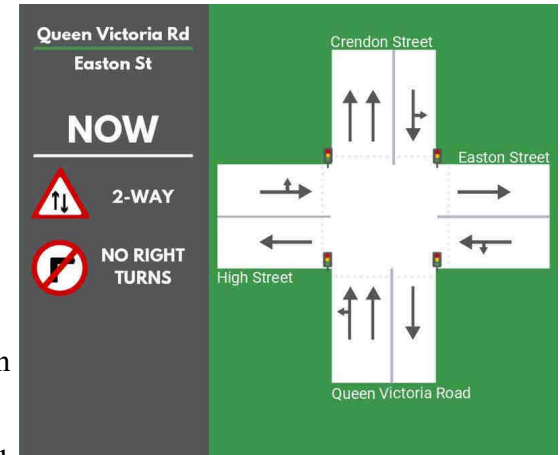 Queen Victoria Rd
Easton St
NOW
2-WAY
NO RIGHT
TURNS
Crendon Street
Easton Street
High Street
Queen Victoria Road